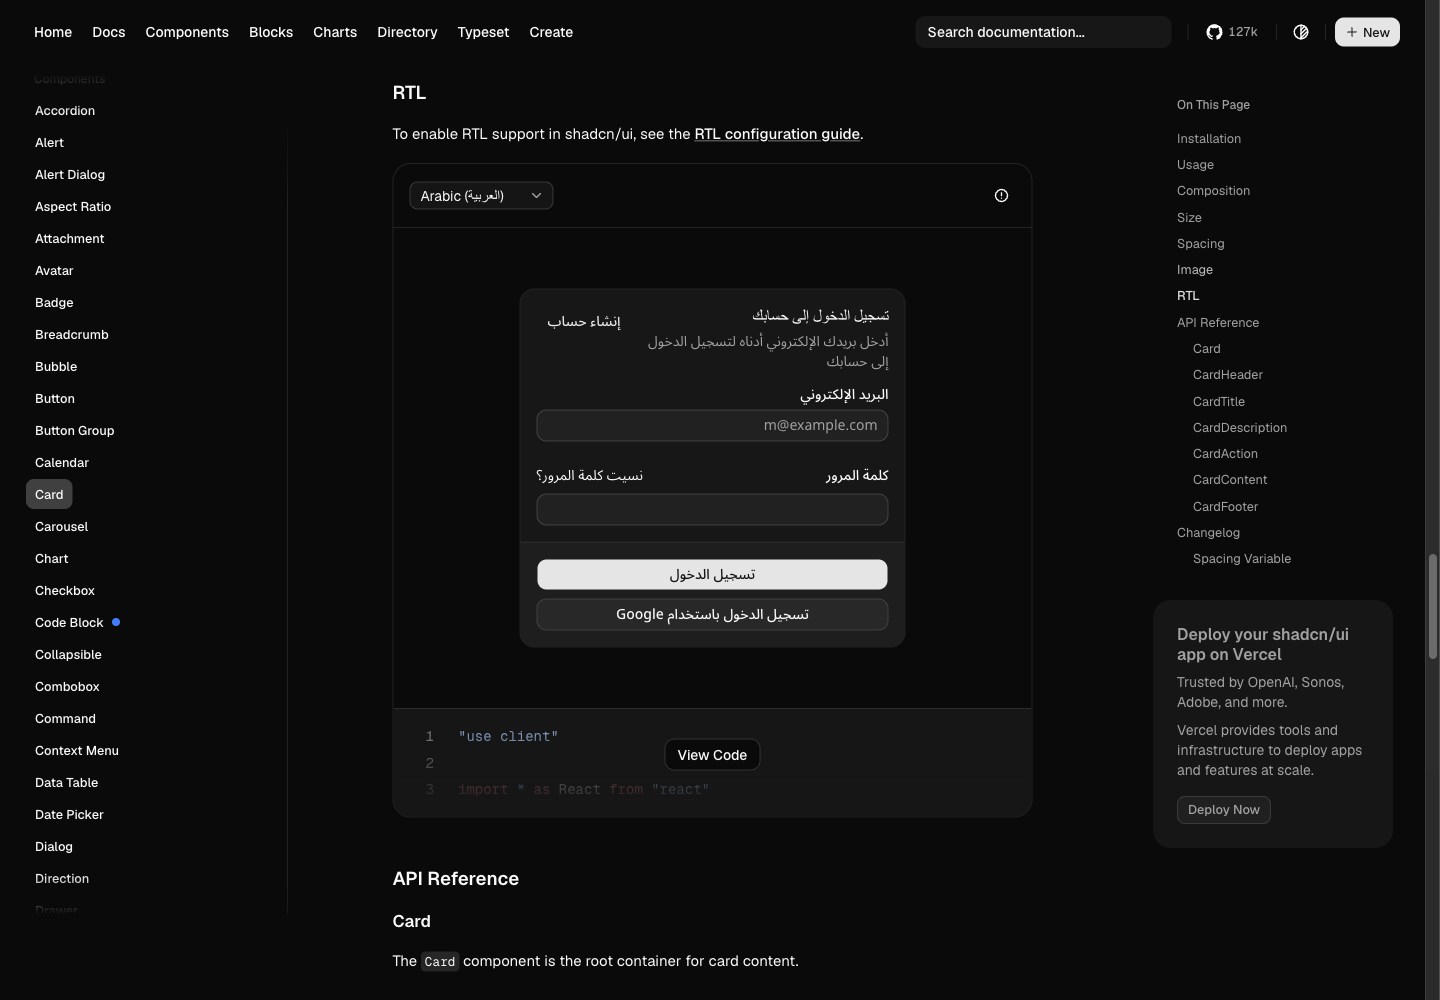 Home Docs Components Blocks Charts Directory Typeset Create
Search documentation...
127k
New
Components
Accordion
Alert
Alert Dialog
Aspect Ratio
Attachment
Avatar
Badge
Breadcrumb
Bubble
Button
Button Group
Calendar
Card
Carousel
Chart
Checkbox
Code Block
Collapsible
Combobox
Command
Context Menu
Data Table
Date Picker
Dialog
Direction
Drawer
RTL
To enable RTL support in shadcn/ui, see the RTL configuration guide.
Arabic (العربية)
تسجيل الدخول إلى حسابك
إنشاء حساب
أدخل بريدك الإلكتروني أدناه لتسجيل الدخول
إلى حسابك
البريد الإلكتروني
m@example.com
كلمة المرور
نسيت كلمة المرور؟
تسجيل الدخول
تسجيل الدخول باستخدام Google
1 "use client"
2
3 import * as React from "react"
View Code
API Reference
Card
The Card component is the root container for card content.
On This Page
Installation
Usage
Composition
Size
Spacing
Image
RTL
API Reference
Card
CardHeader
CardTitle
CardDescription
CardAction
CardContent
CardFooter
Changelog
Spacing Variable
Deploy your shadcn/ui
app on Vercel
Trusted by OpenAI, Sonos,
Adobe, and more.
Vercel provides tools and
infrastructure to deploy apps
and features at scale.
Deploy Now